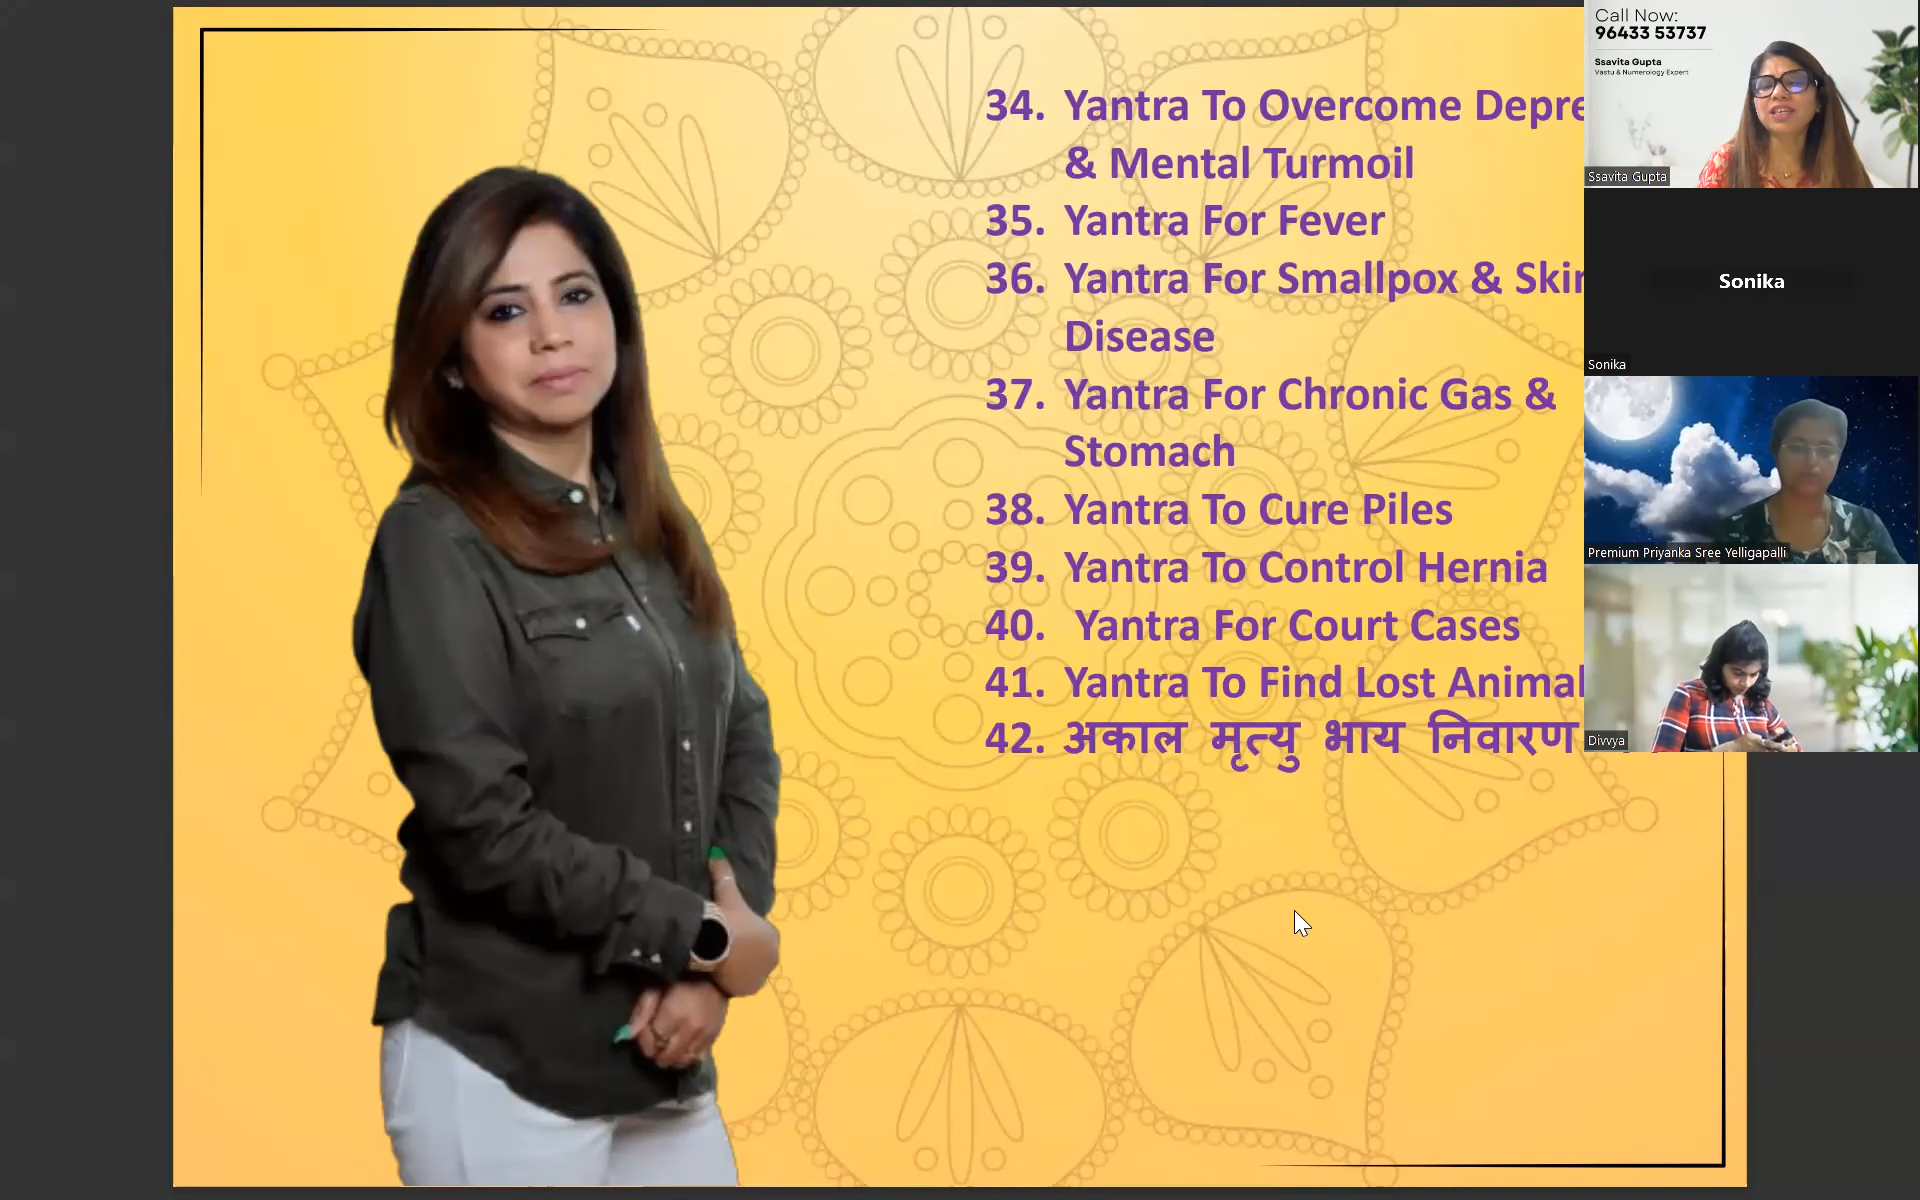 34. Yantra To Overcome
& Mental Turmoil
35. Yantra For Fever
36. Yantra For Smallpox &
Disease
37. Yantra For Chronic Gas &
Stomach
38. Yantra To Cure Piles
39. Yantra To Control Hernia
40. Yantra For Court Cases
41. Yantra To Find Lost
42. अकाल मृत्यु भाय निवारण
Call Now:
96433 53737
Ssavita Gupta
Vastu & Numerology Expert
Ssavita Gupta
Sonika
Sonika
Premium Priyanka Sree Yelligapalli
Divvya